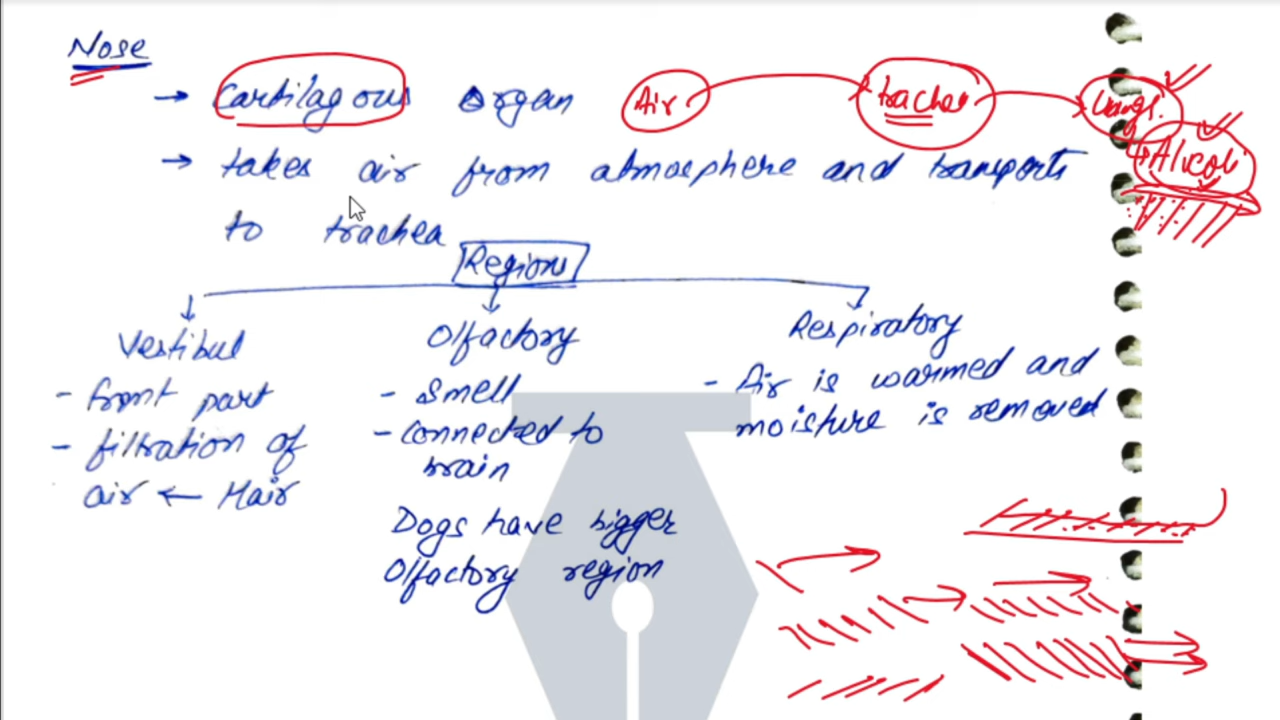 Nose
→ Cartilagous Organ Air trachea Lungs
→ takes air from atmosphere and transports Alveoli
to trachea
Regions
Vestibul Olfactory Respiratory
- front part - Smell - Air is warmed and
- filtration of - connected to moisture is removed
air ← Hair brain
Dogs have bigger
Olfactory region